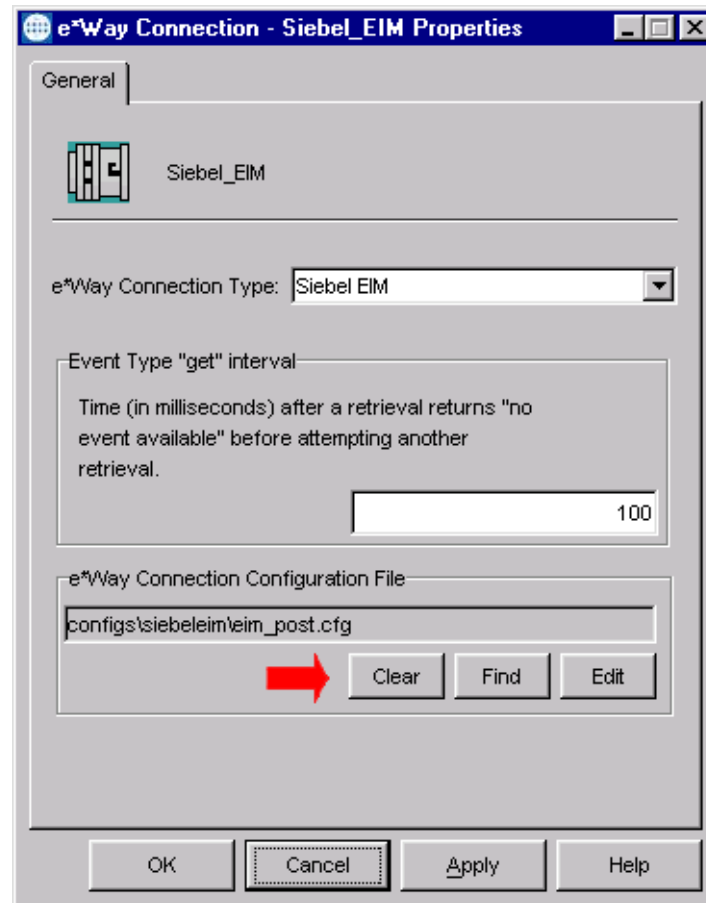 e*Way Connection - Siebel_EIM Properties
General
Siebel_EIM
e*Way Connection Type: Siebel EIM
Event Type "get" interval
Time (in milliseconds) after a retrieval returns "no
event available" before attempting another
retrieval.
100
e*Way Connection Configuration File
configs\siebeleim\eim_post.cfg
Clear Find Edit
OK Cancel Apply Help